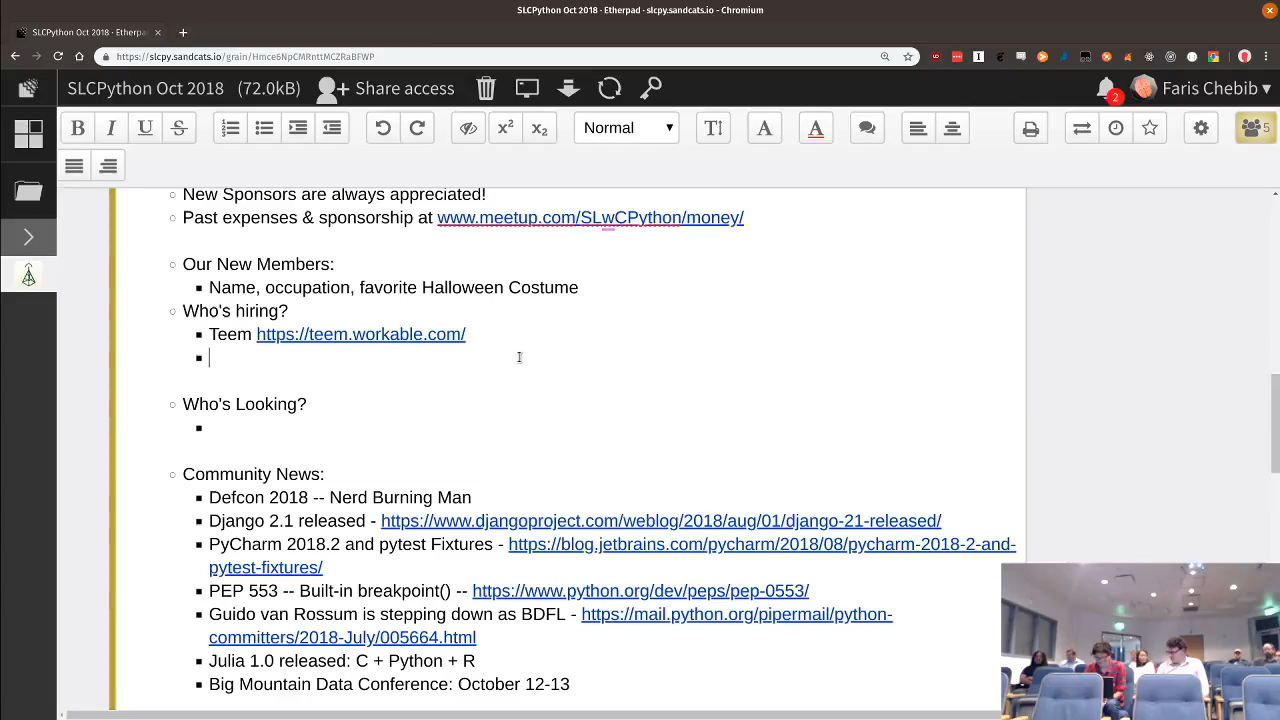 SLCPython Oct 2018 · Etherpad · slcpy.sandcats.io - Chromium
SLCPython Oct 2018 · Etherpa
https://slcpy.sandcats.io/grain/Hmce6NpCMRnttMCZRaBFWP
SLCPython Oct 2018 (72.0kB) Share access 2 Faris Chebib ▾
B I U S x² x₂ Normal A A 5
New Sponsors are always appreciated!
Past expenses & sponsorship at www.meetup.com/SLwCPython/money/
Our New Members:
Name, occupation, favorite Halloween Costume
Who's hiring?
Teem https://teem.workable.com/
Who's Looking?
Community News:
Defcon 2018 -- Nerd Burning Man
Django 2.1 released - https://www.djangoproject.com/weblog/2018/aug/01/django-21-released/
PyCharm 2018.2 and pytest Fixtures - https://blog.jetbrains.com/pycharm/2018/08/pycharm-2018-2-and-
pytest-fixtures/
PEP 553 -- Built-in breakpoint() -- https://www.python.org/dev/peps/pep-0553/
Guido van Rossum is stepping down as BDFL - https://mail.python.org/pipermail/python-
committers/2018-July/005664.html
Julia 1.0 released: C + Python + R
Big Mountain Data Conference: October 12-13